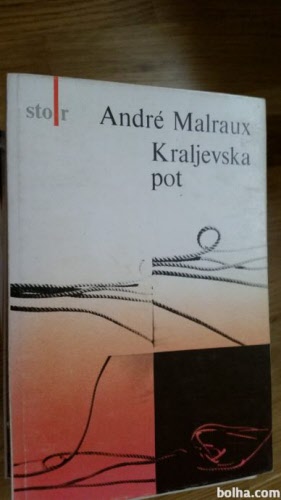 sto r
André Malraux
Kraljevska
pot
bolha.com